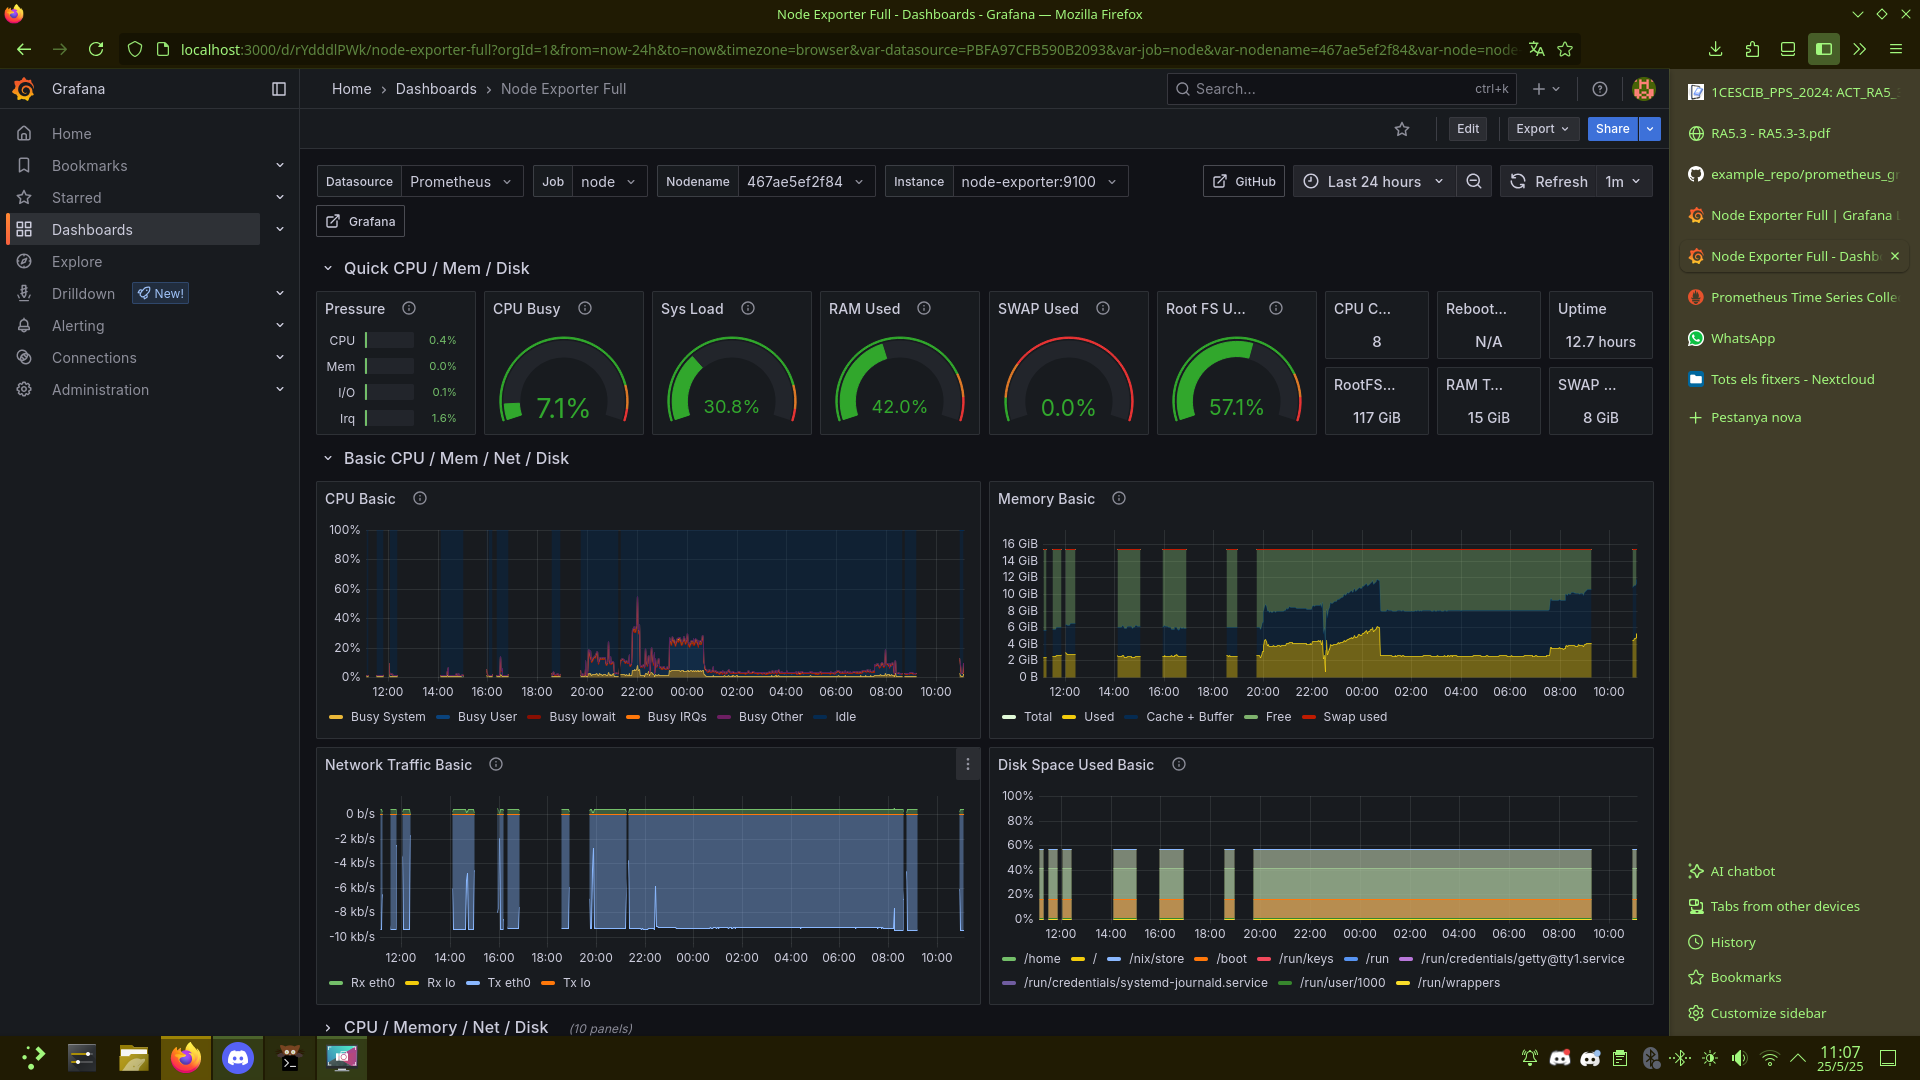 Node Exporter Full - Dashboards - Grafana — Mozilla Firefox
localhost:3000/d/rYdddlPWk/node-exporter-full?orgId=1&from=now-24h&to=now&timezone=browser&var-datasource=PBFA97CFB590B2093&var-job=node&var-nodename=467ae5ef2f84&var-node=node
Grafana
Home
Bookmarks
Starred
Dashboards
Explore
Drilldown New!
Alerting
Connections
Administration
Home › Dashboards › Node Exporter Full
Search... ctrl+k
Edit Export Share
Datasource Prometheus Job node Nodename 467ae5ef2f84 Instance node-exporter:9100 GitHub Last 24 hours Refresh 1m
Grafana
Quick CPU / Mem / Disk
Pressure
CPU 0.4%
Mem 0.0%
I/O 0.1%
Irq 1.6%
CPU Busy
7.1%
Sys Load
30.8%
RAM Used
42.0%
SWAP Used
0.0%
Root FS U...
57.1%
CPU C...
8
Reboot...
N/A
Uptime
12.7 hours
RootFS...
117 GiB
RAM T...
15 GiB
SWAP ...
8 GiB
Basic CPU / Mem / Net / Disk
CPU Basic
100%
80%
60%
40%
20%
0%
12:00 14:00 16:00 18:00 20:00 22:00 00:00 02:00 04:00 06:00 08:00 10:00
Busy System Busy User Busy Iowait Busy IRQs Busy Other Idle
Memory Basic
16 GiB
14 GiB
12 GiB
10 GiB
8 GiB
6 GiB
4 GiB
2 GiB
0 B
12:00 14:00 16:00 18:00 20:00 22:00 00:00 02:00 04:00 06:00 08:00 10:00
Total Used Cache + Buffer Free Swap used
Network Traffic Basic
0 b/s
-2 kb/s
-4 kb/s
-6 kb/s
-8 kb/s
-10 kb/s
12:00 14:00 16:00 18:00 20:00 22:00 00:00 02:00 04:00 06:00 08:00 10:00
Rx eth0 Rx lo Tx eth0 Tx lo
Disk Space Used Basic
100%
80%
60%
40%
20%
0%
12:00 14:00 16:00 18:00 20:00 22:00 00:00 02:00 04:00 06:00 08:00 10:00
/home / /nix/store /boot /run/keys /run /run/credentials/getty@tty1.service
/run/credentials/systemd-journald.service /run/user/1000 /run/wrappers
CPU / Memory / Net / Disk (10 panels)
1CESCIB_PPS_2024: ACT_RA5_
RA5.3 - RA5.3-3.pdf
example_repo/prometheus_gr
Node Exporter Full | Grafana
Node Exporter Full - Dashb
Prometheus Time Series Colle
WhatsApp
Tots els fitxers - Nextcloud
Pestanya nova
AI chatbot
Tabs from other devices
History
Bookmarks
Customize sidebar
11:07
25/5/25